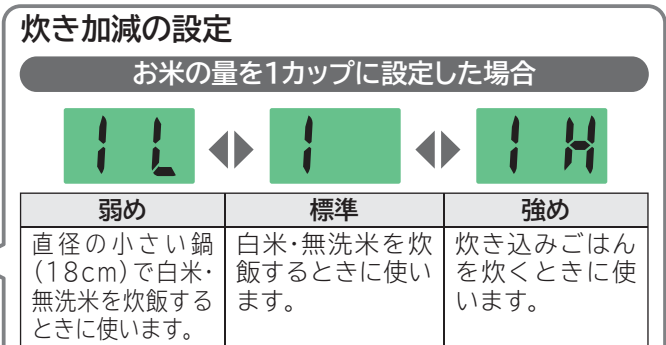 炊き加減の設定
お米の量を1カップに設定した場合
1L 1 1H
弱め 標準 強め
直径の小さい鍋
(18cm)で白米・
無洗米を炊飯する
ときに使います。
白米・無洗米を炊
飯するときに使い
ます。
炊き込みごはん
を炊くときに使
います。